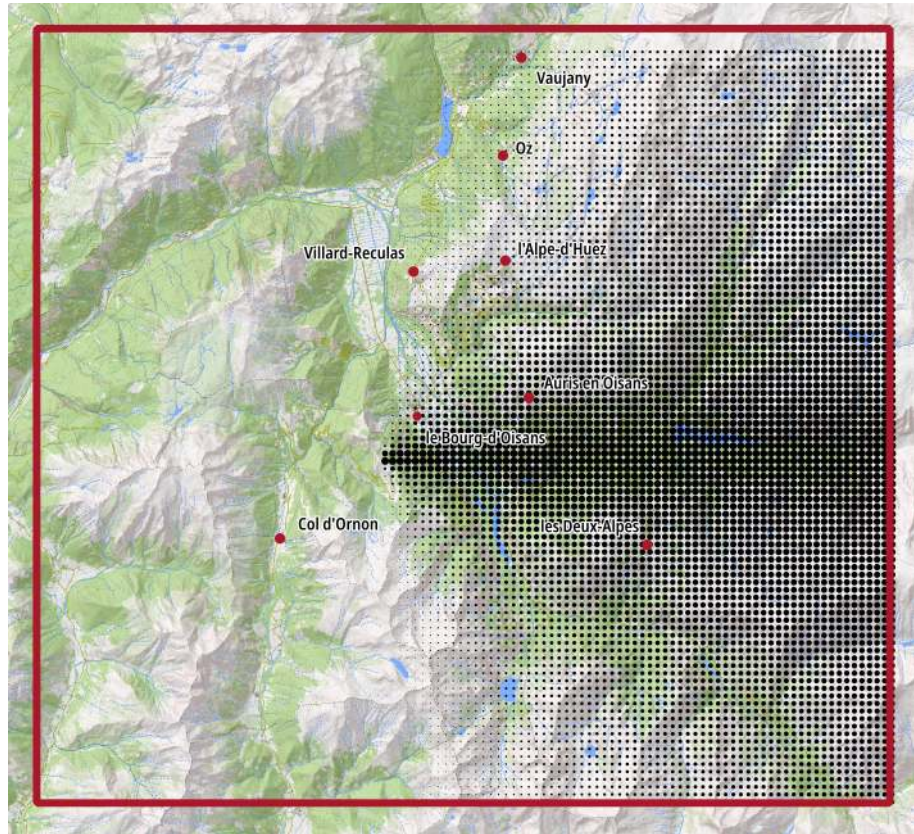 Vaujany
Oz
l'Alpe-d'Huez
Villard-Reculas
Auris en Oisans
le Bourg-d'Oisans
Col d'Ornon
les Deux-Alpes